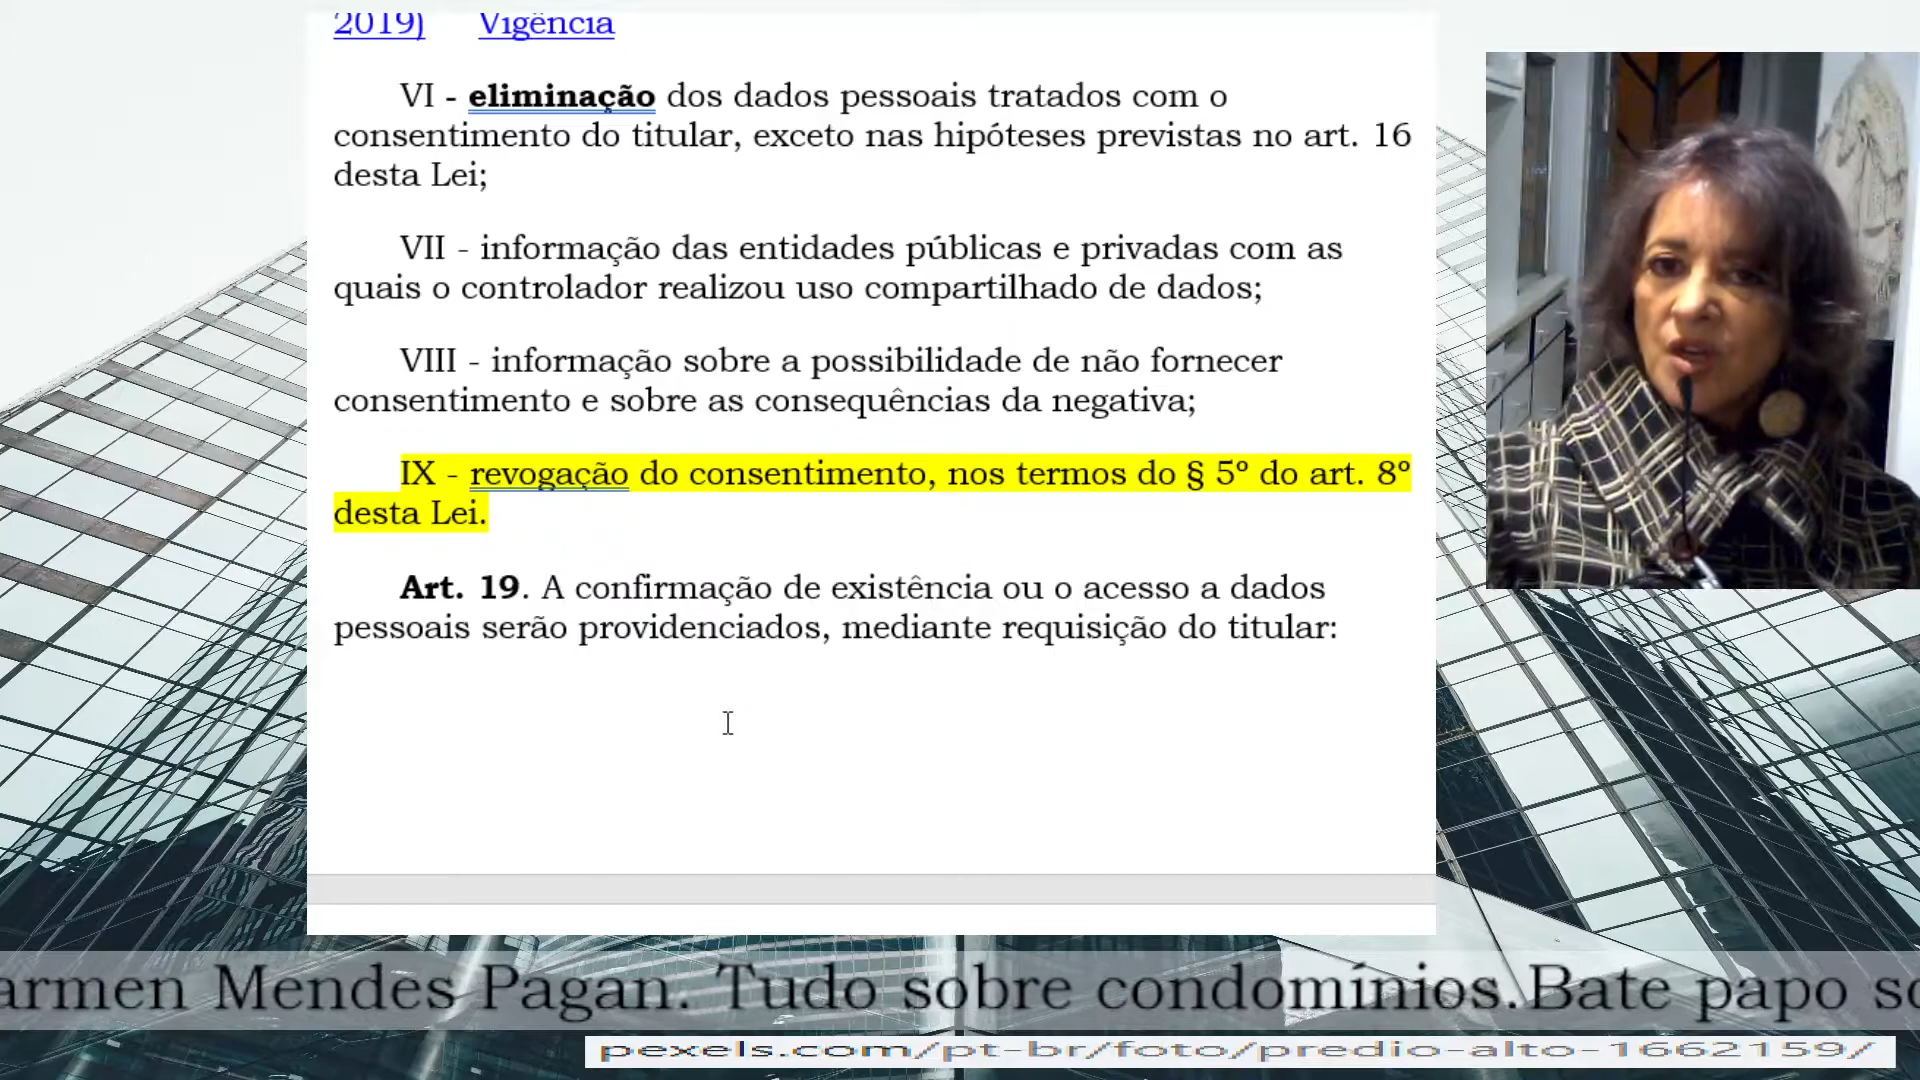 2019) Vigência
VI - eliminação dos dados pessoais tratados com o
consentimento do titular, exceto nas hipóteses previstas no art. 16
desta Lei;
VII - informação das entidades públicas e privadas com as
quais o controlador realizou uso compartilhado de dados;
VIII - informação sobre a possibilidade de não fornecer
consentimento e sobre as consequências da negativa;
IX - revogação do consentimento, nos termos do § 5º do art. 8º
desta Lei.
Art. 19. A confirmação de existência ou o acesso a dados
pessoais serão providenciados, mediante requisição do titular:
armen Mendes Pagan. Tudo sobre condomínios.Bate papo so
pexels.com/pt-br/foto/predio-alto-1662159/